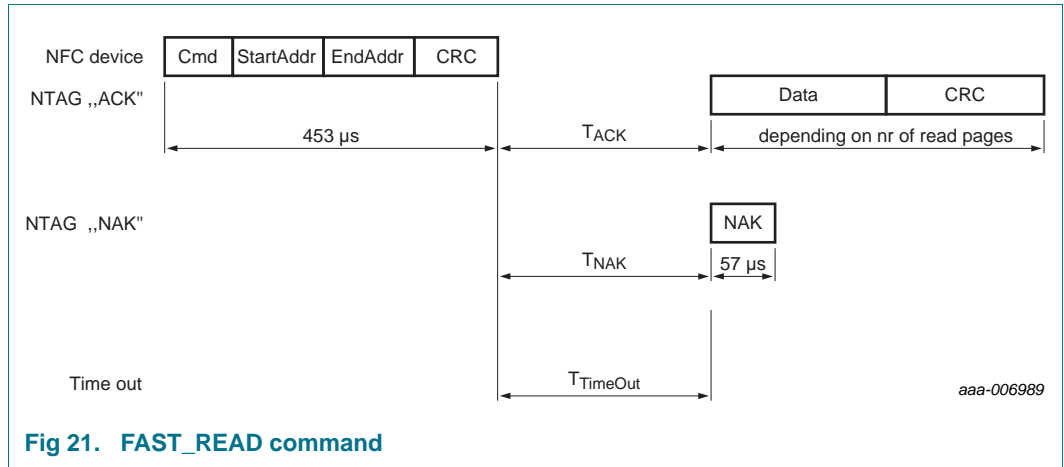 NFC device Cmd StartAddr EndAddr CRC
NTAG ,,ACK" Data CRC
453 µs TACK depending on nr of read pages
NTAG ,,NAK" NAK
TNAK 57 µs
Time out TTimeOut aaa-006989
Fig 21. FAST_READ command